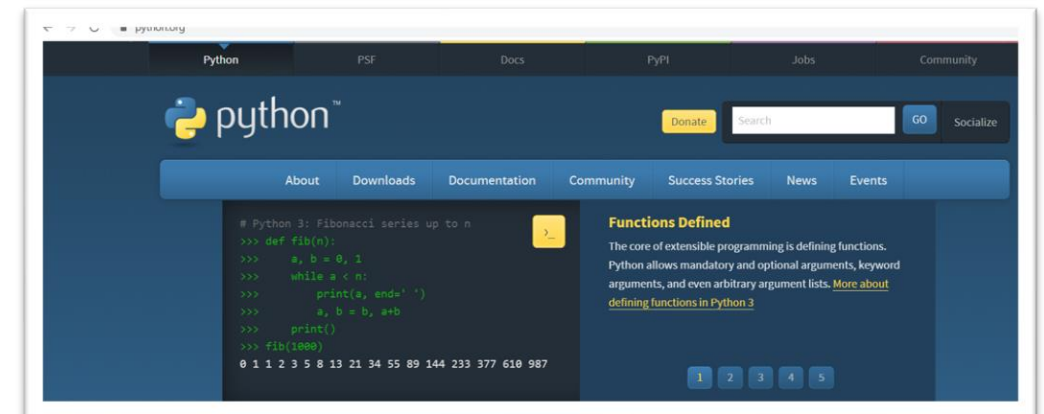 python.org
Python PSF Docs PyPI Jobs Community
python™
Donate Search GO Socialize
About Downloads Documentation Community Success Stories News Events
# Python 3: Fibonacci series up to n
>>> def fib(n):
>>>     a, b = 0, 1
>>>     while a < n:
>>>         print(a, end=' ')
>>>         a, b = b, a+b
>>>     print()
>>> fib(1000)
0 1 1 2 3 5 8 13 21 34 55 89 144 233 377 610 987
>_
Functions Defined
The core of extensible programming is defining functions.
Python allows mandatory and optional arguments, keyword
arguments, and even arbitrary argument lists. More about
defining functions in Python 3
1 2 3 4 5